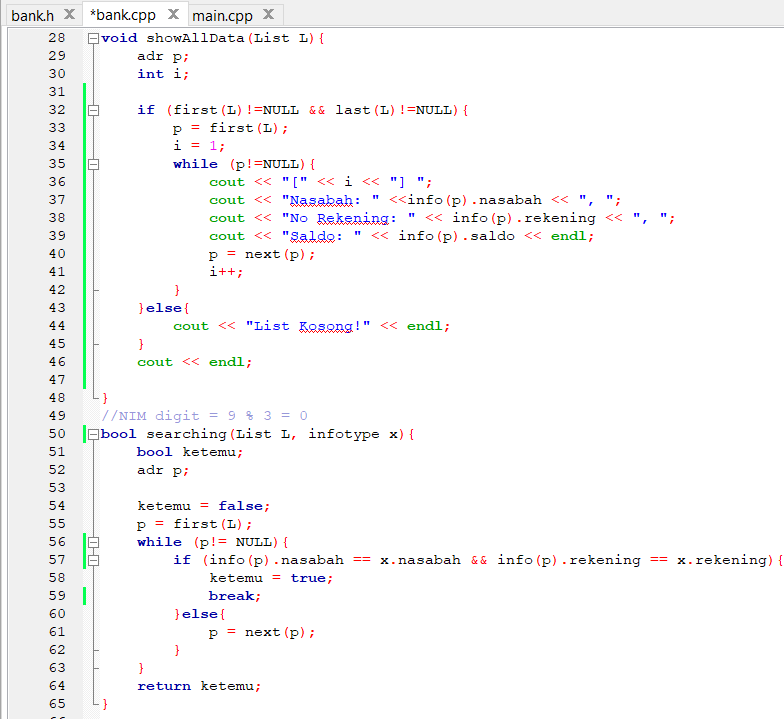 bank.h X *bank.cpp X main.cpp X
28 void showAllData(List L){
29     adr p;
30     int i;
31
32     if (first(L)!=NULL && last(L)!=NULL){
33         p = first(L);
34         i = 1;
35         while (p!=NULL){
36             cout << "[" << i << "] ";
37             cout << "Nasabah: " <<info(p).nasabah << ", ";
38             cout << "No Rekening: " << info(p).rekening << ", ";
39             cout << "Saldo: " << info(p).saldo << endl;
40             p = next(p);
41             i++;
42         }
43     }else{
44         cout << "List Kosong!" << endl;
45     }
46     cout << endl;
47
48 }
49 //NIM digit = 9 % 3 = 0
50 bool searching(List L, infotype x){
51     bool ketemu;
52     adr p;
53
54     ketemu = false;
55     p = first(L);
56     while (p!= NULL){
57         if (info(p).nasabah == x.nasabah && info(p).rekening == x.rekening){
58             ketemu = true;
59             break;
60         }else{
61             p = next(p);
62         }
63     }
64     return ketemu;
65 }